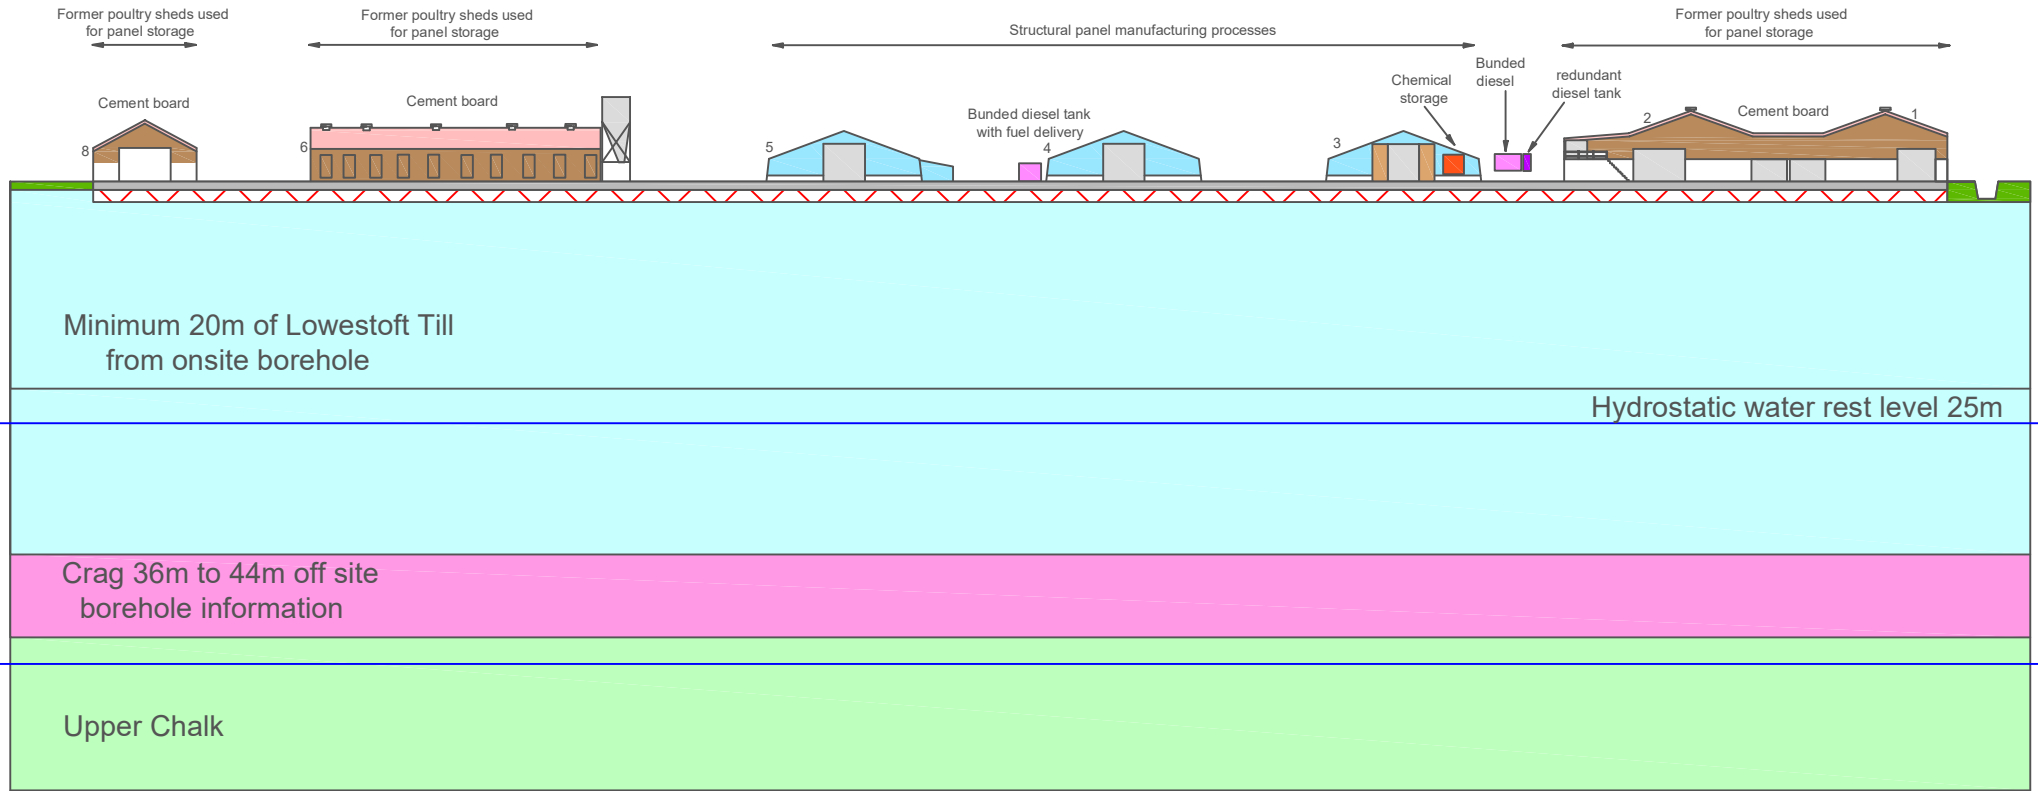 Former poultry sheds used
for panel storage
Former poultry sheds used
for panel storage
Structural panel manufacturing processes
Former poultry sheds used
for panel storage
Cement board
Cement board
Bunded diesel tank
with fuel delivery
Chemical
storage
Bunded
diesel
redundant
diesel tank
Cement board
8
6
5
4
3
2
1
Minimum 20m of Lowestoft Till
from onsite borehole
Hydrostatic water rest level 25m
Crag 36m to 44m off site
borehole information
Upper Chalk